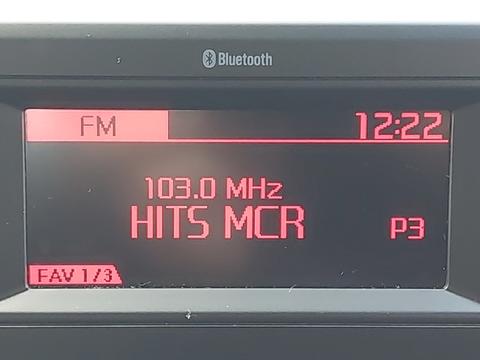 Bluetooth
FM 12:22
103.0 MHz
HITS MCR P3
FAV 1/3